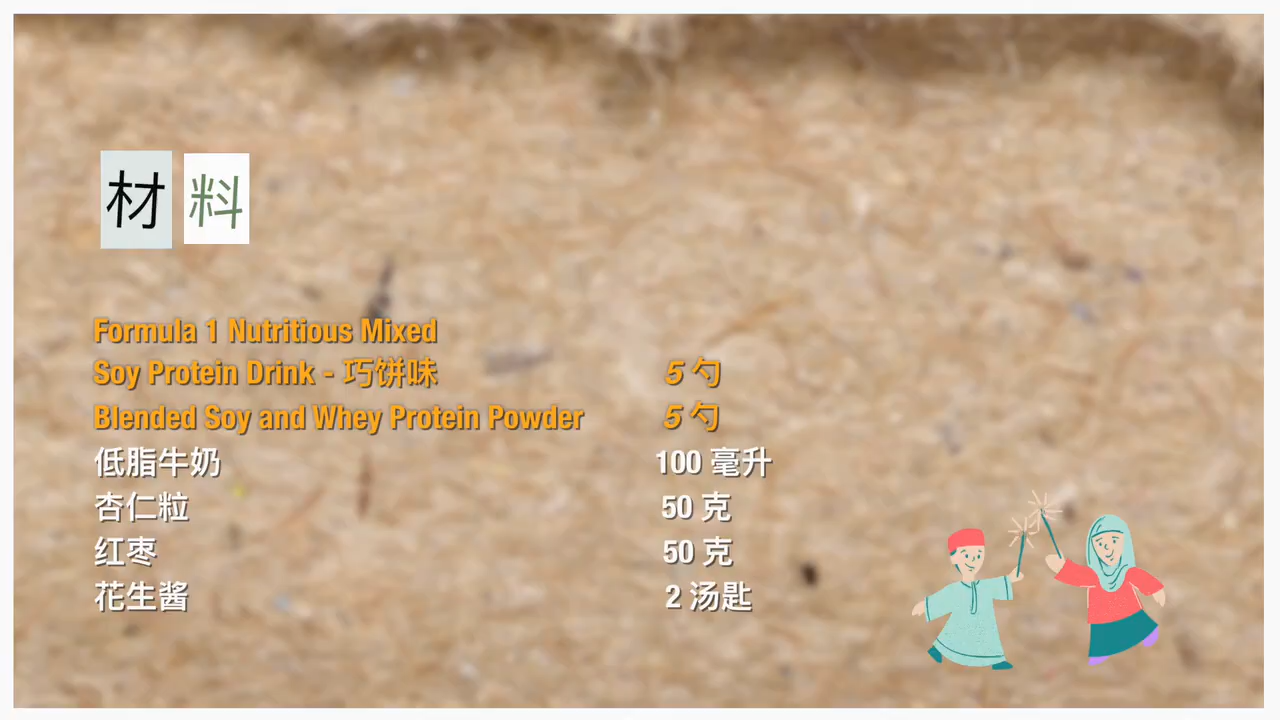 材料
Formula 1 Nutritious Mixed
Soy Protein Drink - 巧饼味 5 勺
Blended Soy and Whey Protein Powder 5 勺
低脂牛奶 100 毫升
杏仁粒 50 克
红枣 50 克
花生酱 2 汤匙